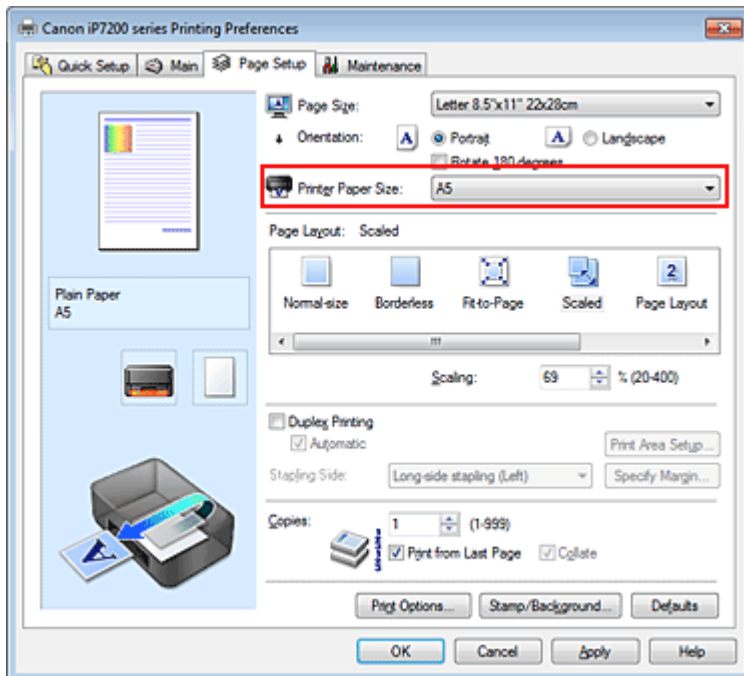 Canon iP7200 series Printing Preferences
Quick Setup Main Page Setup Maintenance
Page Size: Letter 8.5"x11" 22x28cm
Orientation: A Portrait A Landscape
Rotate 180 degrees
Printer Paper Size: A5
Page Layout: Scaled
Normal-size Borderless Fit-to-Page Scaled Page Layout
Plain Paper
A5
Scaling: 69 % (20-400)
Duplex Printing
Automatic Print Area Setup...
Stapling Side: Long-side stapling (Left) Specify Margin...
Copies: 1 (1-999)
Print from Last Page Collate
Print Options... Stamp/Background... Defaults
OK Cancel Apply Help